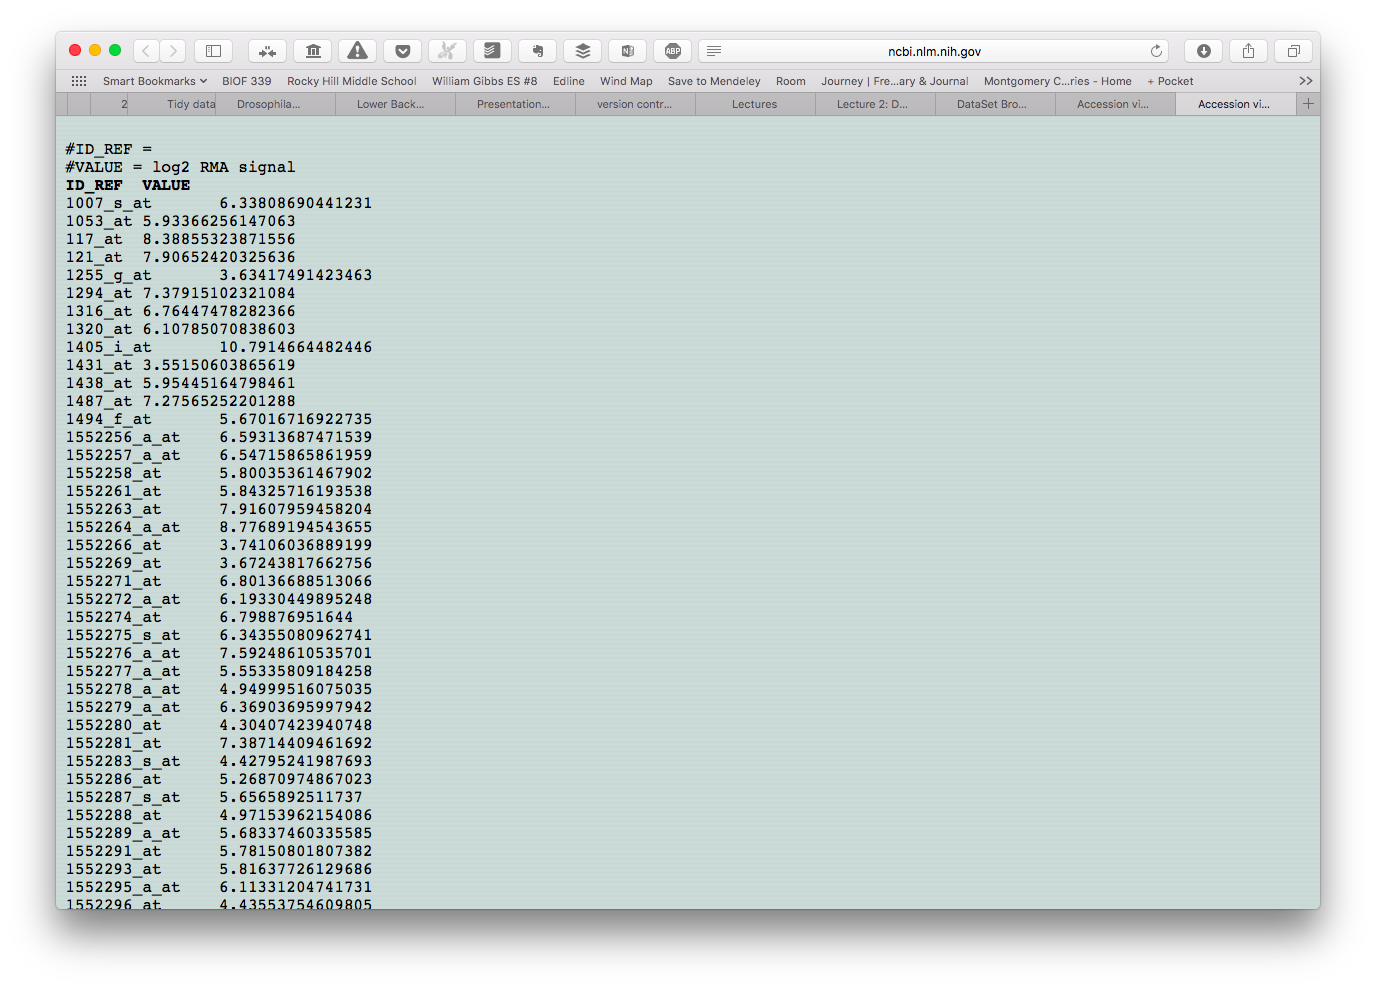 ABP
ncbi.nlm.nih.gov
Smart Bookmarks BIOF 339 Rocky Hill Middle School William Gibbs ES #8 Edline Wind Map Save to Mendeley Room Journey | Fre...ary & Journal Montgomery C...ries - Home + Pocket >>
2 Tidy data Drosophila... Lower Back... Presentation... version contr... Lectures Lecture 2: D... DataSet Bro... Accession vi... Accession vi... +
#ID_REF =
#VALUE = log2 RMA signal
ID_REF VALUE
1007_s_at 6.33808690441231
1053_at 5.93366256147063
117_at 8.38855323871556
121_at 7.90652420325636
1255_g_at 3.63417491423463
1294_at 7.37915102321084
1316_at 6.76447478282366
1320_at 6.10785070838603
1405_i_at 10.7914664482446
1431_at 3.55150603865619
1438_at 5.95445164798461
1487_at 7.27565252201288
1494_f_at 5.67016716922735
1552256_a_at 6.59313687471539
1552257_a_at 6.54715865861959
1552258_at 5.80035361467902
1552261_at 5.84325716193538
1552263_at 7.91607959458204
1552264_a_at 8.77689194543655
1552266_at 3.74106036889199
1552269_at 3.67243817662756
1552271_at 6.80136688513066
1552272_a_at 6.19330449895248
1552274_at 6.798876951644
1552275_s_at 6.34355080962741
1552276_a_at 7.59248610535701
1552277_a_at 5.55335809184258
1552278_a_at 4.94999516075035
1552279_a_at 6.36903695997942
1552280_at 4.30407423940748
1552281_at 7.38714409461692
1552283_s_at 4.42795241987693
1552286_at 5.26870974867023
1552287_s_at 5.6565892511737
1552288_at 4.97153962154086
1552289_a_at 5.68337460335585
1552291_at 5.78150801807382
1552293_at 5.81637726129686
1552295_a_at 6.11331204741731
1552296_at 4.43553754609805